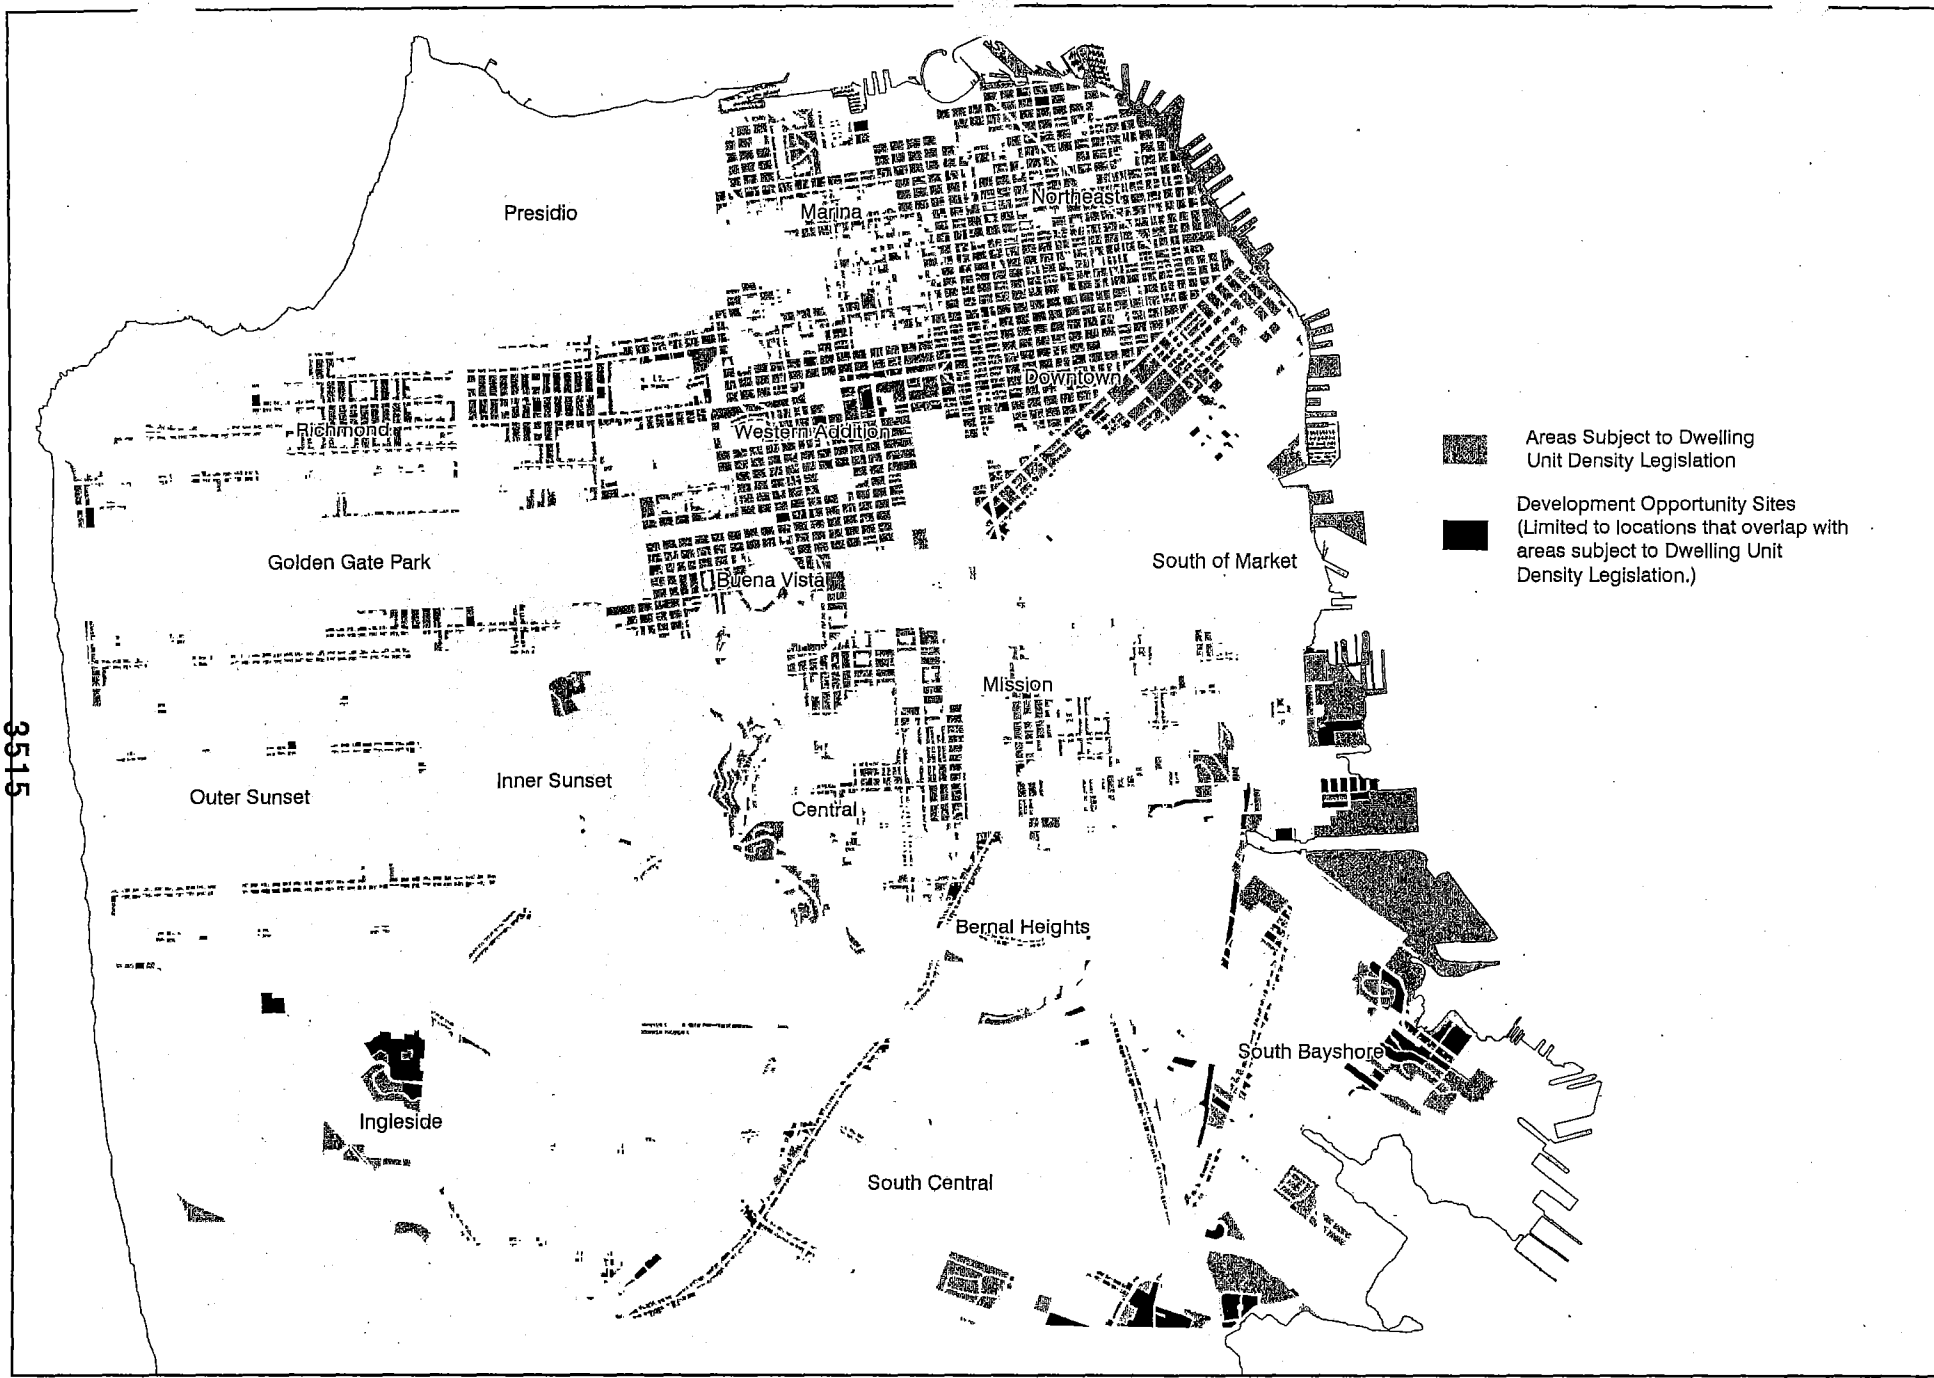 Presidio
Marina
Northeast
Downtown
Richmond
Western Addition
Areas Subject to Dwelling
Unit Density Legislation
Development Opportunity Sites
(Limited to locations that overlap with
areas subject to Dwelling Unit
Density Legislation.)
Golden Gate Park
South of Market
Buena Vista
Mission
3515
Inner Sunset
Outer Sunset
Central
Bernal Heights
South Bayshore
Ingleside
South Central